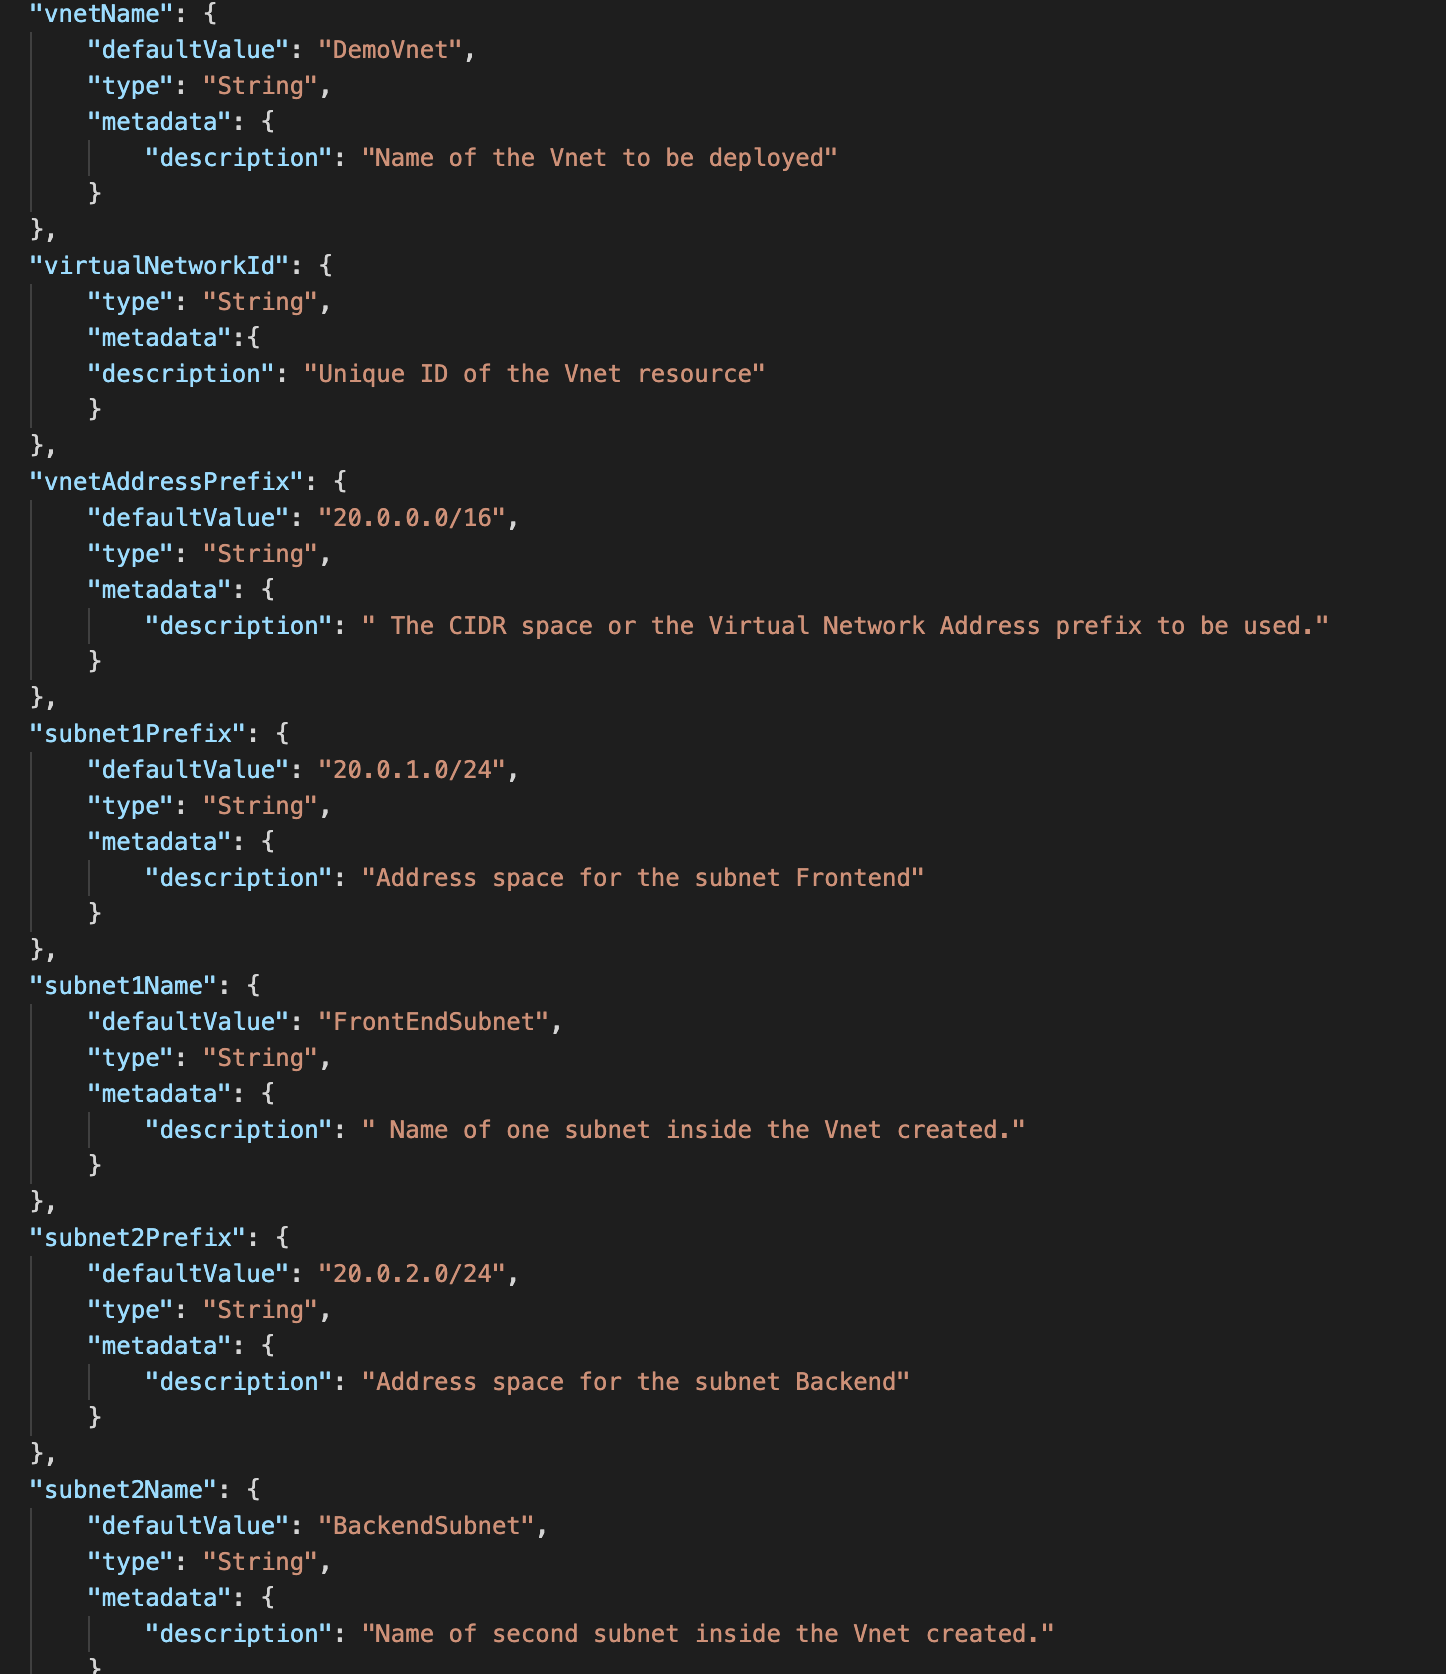 "vnetName": {
"defaultValue": "DemoVnet",
"type": "String",
"metadata": {
"description": "Name of the Vnet to be deployed"
}
},
"virtualNetworkId": {
"type": "String",
"metadata":{
"description": "Unique ID of the Vnet resource"
}
},
"vnetAddressPrefix": {
"defaultValue": "20.0.0.0/16",
"type": "String",
"metadata": {
"description": " The CIDR space or the Virtual Network Address prefix to be used."
}
},
"subnet1Prefix": {
"defaultValue": "20.0.1.0/24",
"type": "String",
"metadata": {
"description": "Address space for the subnet Frontend"
}
},
"subnet1Name": {
"defaultValue": "FrontEndSubnet",
"type": "String",
"metadata": {
"description": " Name of one subnet inside the Vnet created."
}
},
"subnet2Prefix": {
"defaultValue": "20.0.2.0/24",
"type": "String",
"metadata": {
"description": "Address space for the subnet Backend"
}
},
"subnet2Name": {
"defaultValue": "BackendSubnet",
"type": "String",
"metadata": {
"description": "Name of second subnet inside the Vnet created."
}